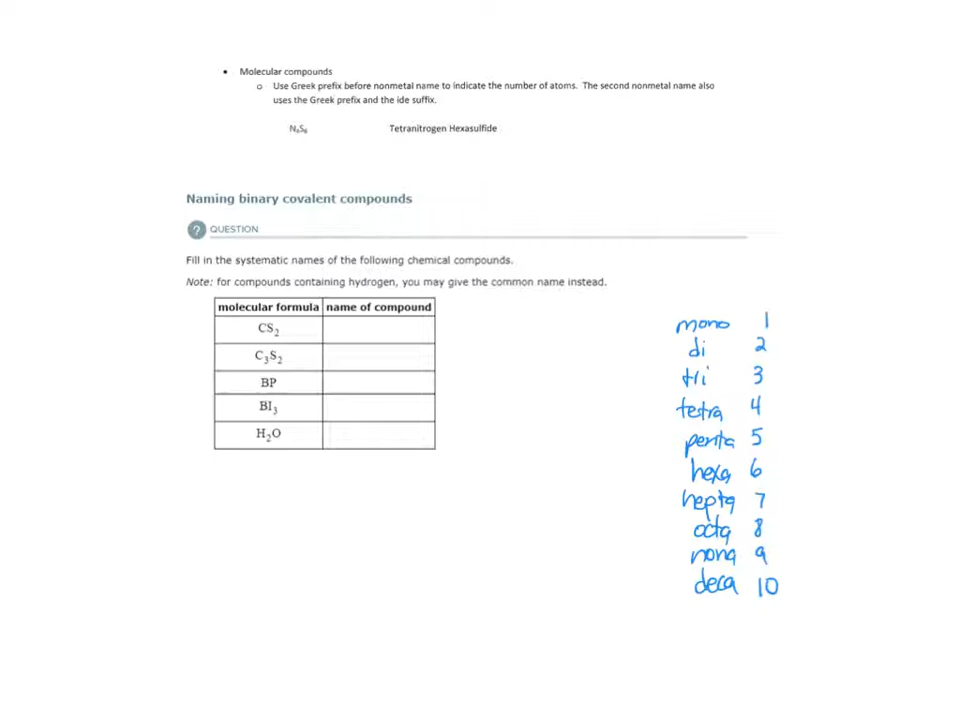 • Molecular compounds
o Use Greek prefix before nonmetal name to indicate the number of atoms. The second nonmetal name also
uses the Greek prefix and the ide suffix.
N₄S₆ Tetranitrogen Hexasulfide
Naming binary covalent compounds
? QUESTION
Fill in the systematic names of the following chemical compounds.
Note: for compounds containing hydrogen, you may give the common name instead.
molecular formula name of compound
CS₂
C₃S₂
BP
BI₃
H₂O
mono 1
di 2
tri 3
tetra 4
penta 5
hexa 6
hepta 7
octa 8
nona 9
deca 10